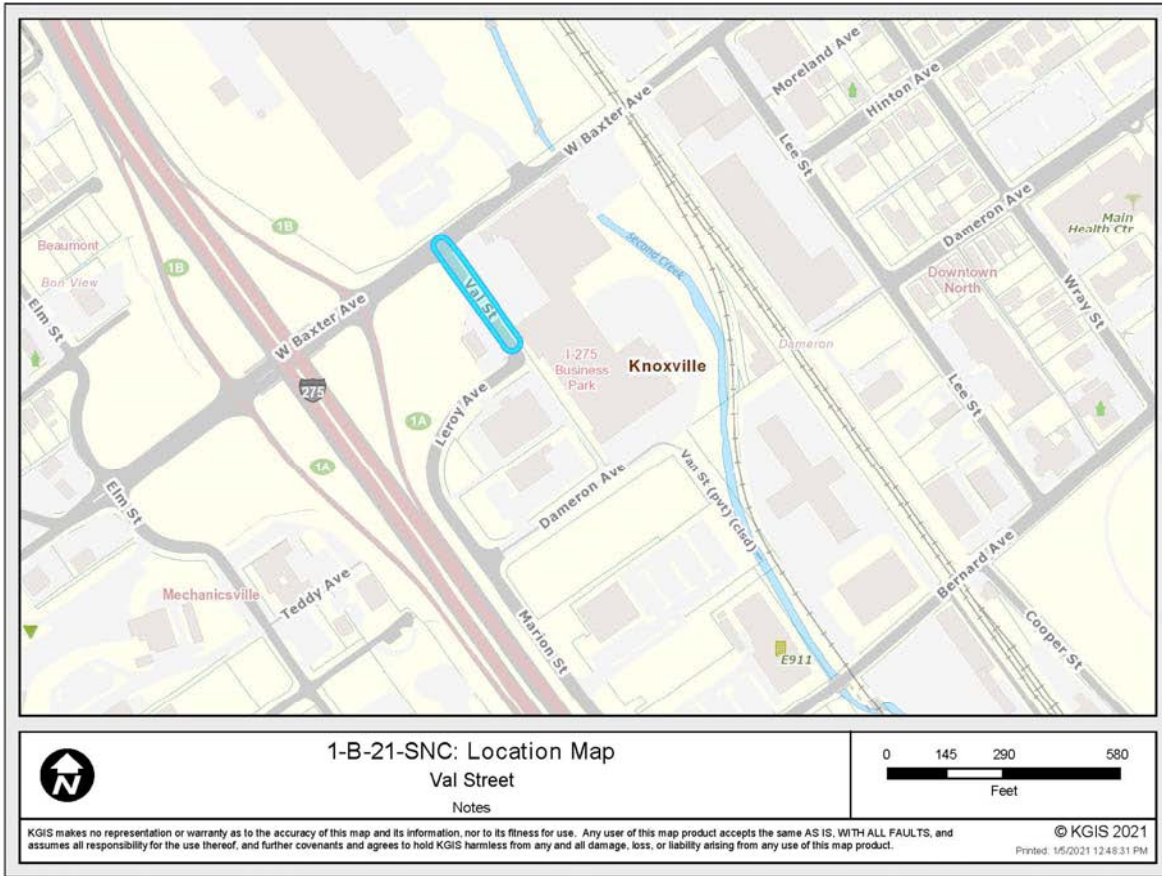 Moreland Ave
Hinton Ave
W Baxter Ave
Lee St
Dameron Ave
Main
Health Ctr
1B
Beaumont
1B
Bon View
Second Creek
Downtown
North
Wray St
Val St
Elm St
W Baxter Ave
Dameron
I-275
Business
Park
Knoxville
275
1A
Leroy Ave
Lee St
1A
Elm St
Dameron Ave
Van St (pvt) (clsd)
Bernard Ave
Mechanicsville
Teddy Ave
Marion St
Cooper St
E911
N
1-B-21-SNC: Location Map
Val Street
Notes
0 145 290 580
Feet
KGIS makes no representation or warranty as to the accuracy of this map and its information, nor to its fitness for use. Any user of this map product accepts the same AS IS, WITH ALL FAULTS, and
assumes all responsibility for the use thereof, and further covenants and agrees to hold KGIS harmless from any and all damage, loss, or liability arising from any use of this map product.
© KGIS 2021
Printed: 1/5/2021 12:48:31 PM